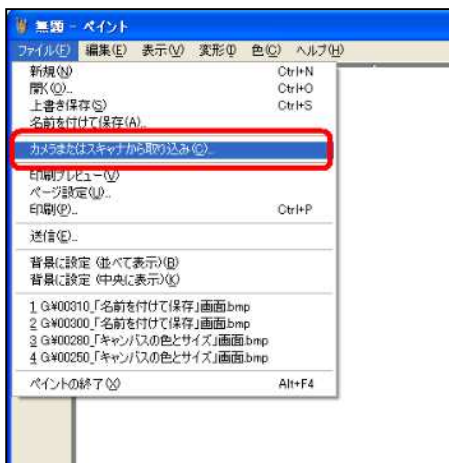 無題 - ペイント
ファイル(F) 編集(E) 表示(V) 変形(I) 色(C) ヘルプ(H)
新規(N) Ctrl+N
開く(O)... Ctrl+O
上書き保存(S) Ctrl+S
名前を付けて保存(A)...
カメラまたはスキャナから取り込み(C)...
印刷プレビュー(V)
ページ設定(U)...
印刷(P)... Ctrl+P
送信(E)...
背景に設定 (並べて表示)(B)
背景に設定 (中央に表示)(K)
1 G¥00310_「名前を付けて保存」画面.bmp
2 G¥00300_「名前を付けて保存」画面.bmp
3 G¥00280_「キャンバスの色とサイズ」画面.bmp
4 G¥00250_「キャンバスの色とサイズ」画面.bmp
ペイントの終了(X) Alt+F4